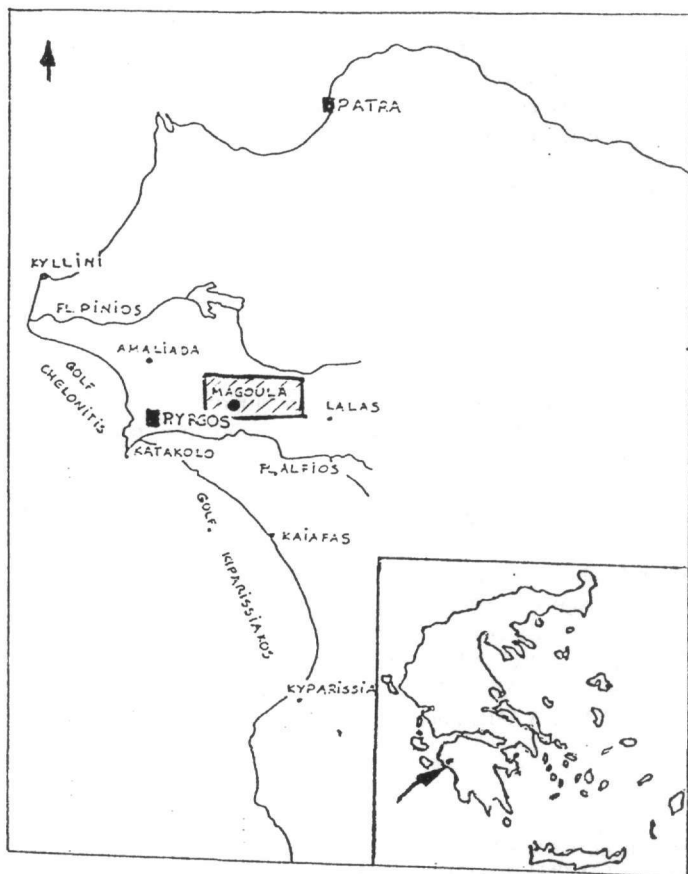 PATRA
KYLLINI
FL. PINIOS
AMALIADA
GOLF
CHELONITIS
MAGOULA
LALAS
PYRGOS
KATAKOLO
FL. ALFIOS
GOLF.
KIPARISSIAKOS
KAIAFAS
KYPARISSIA